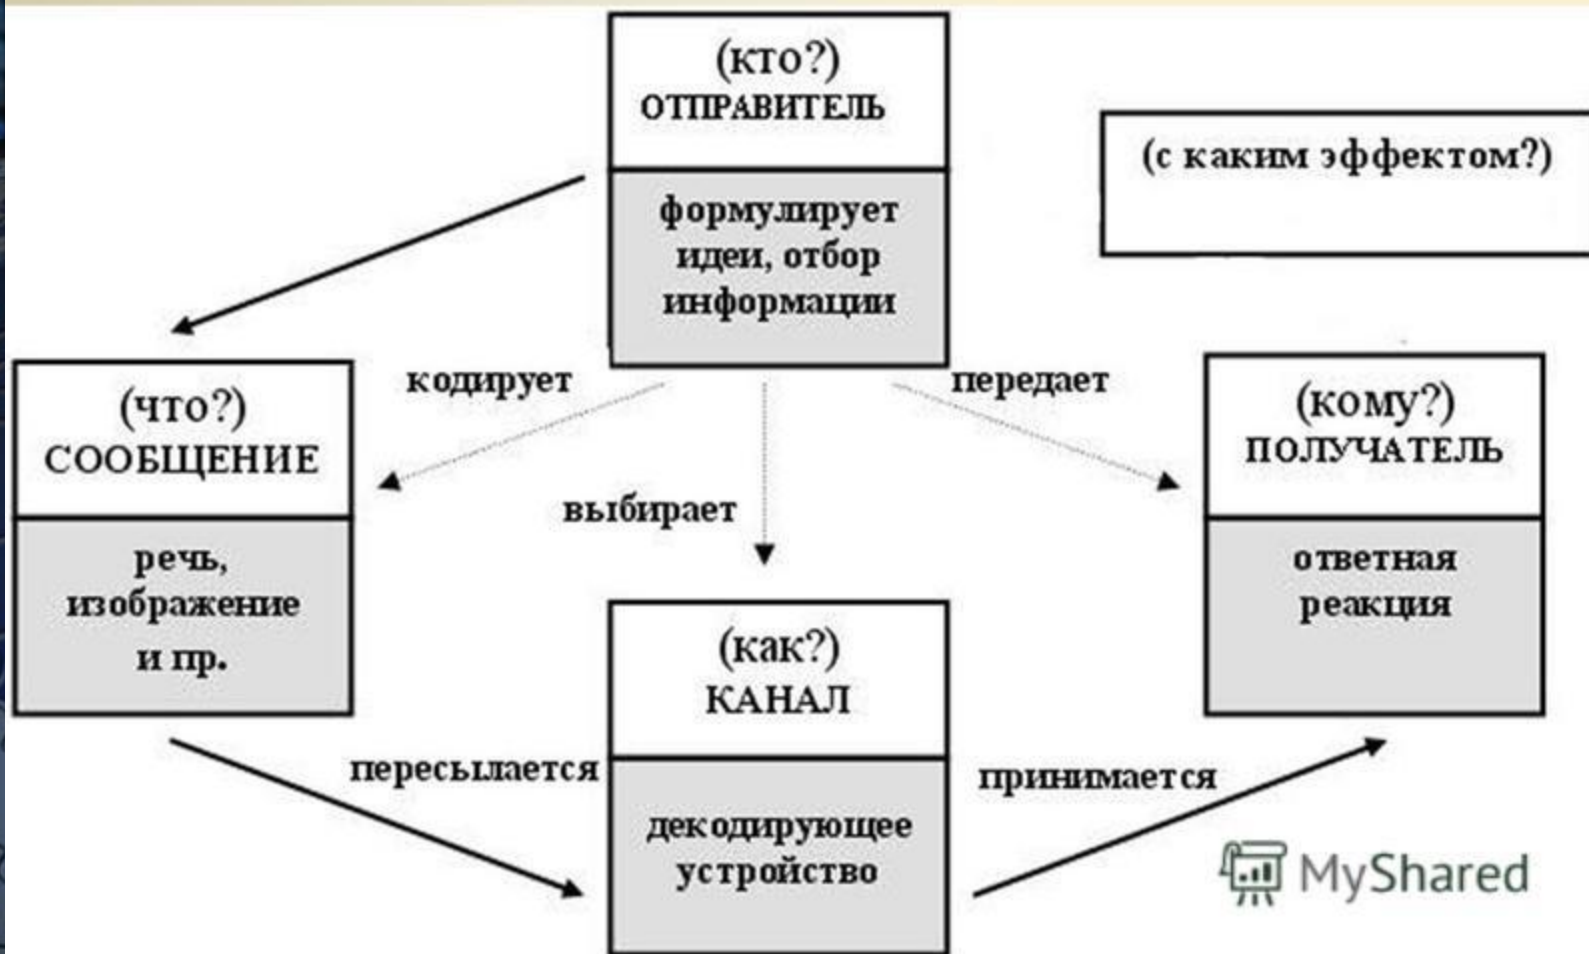 (кто?)
ОТПРАВИТЕЛЬ
формулирует
идеи, отбор
информации
(с каким эффектом?)
кодирует
передает
выбирает
(что?)
СООБЩЕНИЕ
речь,
изображение
и пр.
(кому?)
ПОЛУЧАТЕЛЬ
ответная
реакция
(как?)
КАНАЛ
декодирующее
устройство
пересылается
принимается
MyShared